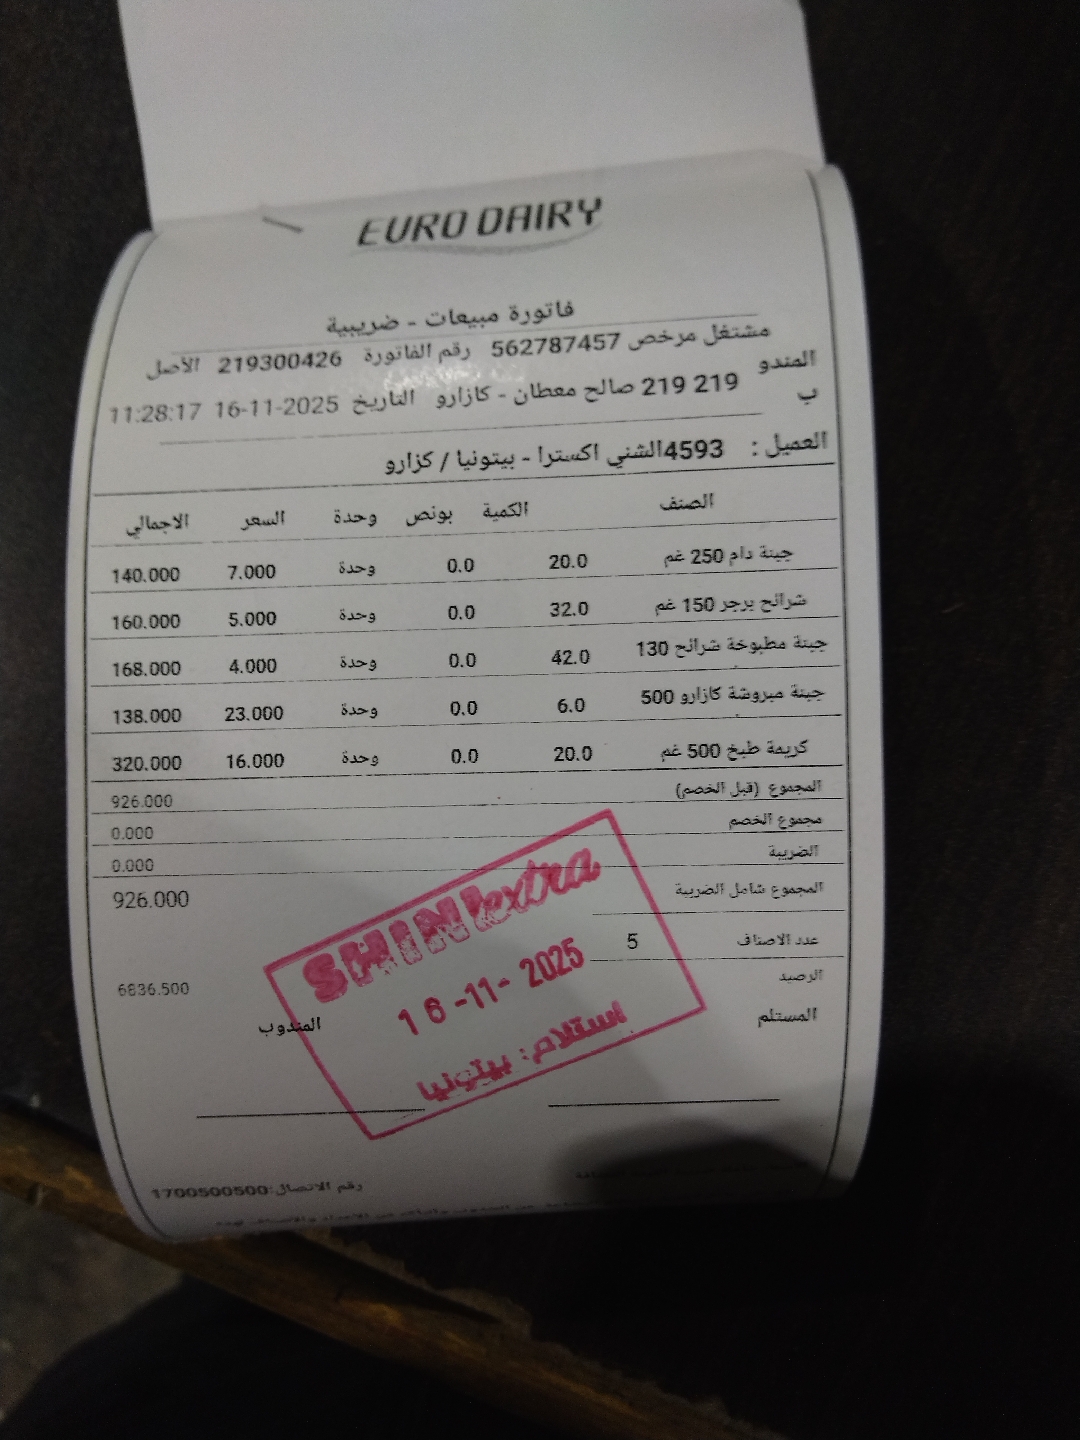 EURO DAIRY
فاتورة مبيعات - ضريبية
مشتغل مرخص 562787457 رقم الفاتورة 219300426 الأصل
المندوب 219 219 صالح معطان - كازارو التاريخ 16-11-2025 11:28:17
العميل : 4593الشني اكسترا - بيتونيا / كزارو
الصنف الكمية بونص وحدة السعر الاجمالي
جبنة دام 250 غم 20.0 0.0 وحدة 7.000 140.000
شرائح برجر 150 غم 32.0 0.0 وحدة 5.000 160.000
جبنة مطبوخة شرائح 130 42.0 0.0 وحدة 4.000 168.000
جبنة مبروشة كازارو 500 6.0 0.0 وحدة 23.000 138.000
كريمة طبخ 500 غم 20.0 0.0 وحدة 16.000 320.000
المجموع (قبل الخصم) 926.000
مجموع الخصم 0.000
الضريبة 0.000
المجموع شامل الضريبة 926.000
عدد الاصناف 5
الرصيد 6836.500
المستلم المندوب
SHINI extra
16-11-2025
استلام: بيتونيا
رقم الاتصال:1700500500